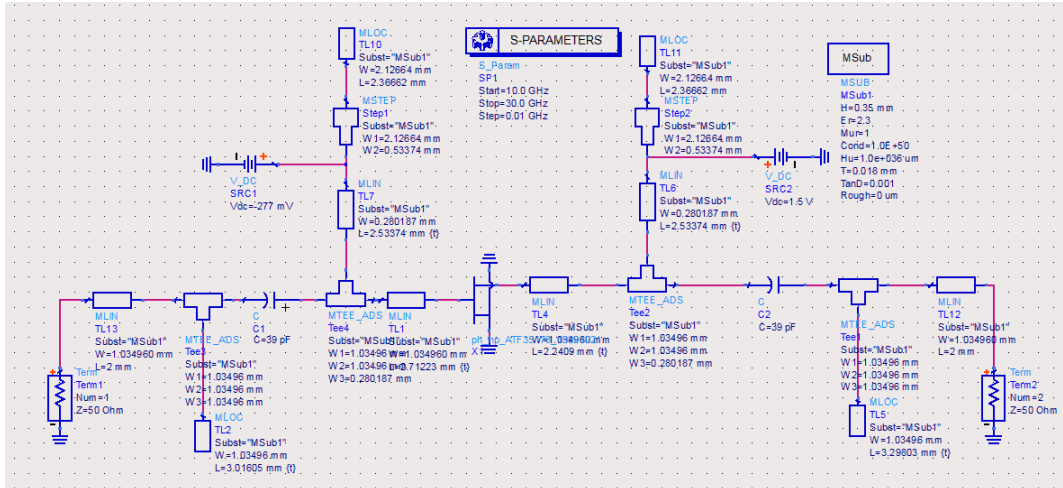 MLOC
TL10
Subst="MSub1"
W=2.12664 mm
L=2.36662 mm
MSTEP
Step1
Subst="MSub1"
W1=2.12664 mm
W2=0.53374 mm
V_DC
SRC1
Vdc=-277 mV
MLIN
TL7
Subst="MSub1"
W=0.280187 mm
L=2.53374 mm {t}
S-PARAMETERS
S_Param
SP1
Start=10.0 GHz
Stop=30.0 GHz
Step=0.01 GHz
MLOC
TL11
Subst="MSub1"
W=2.12664 mm
L=2.36662 mm
MSTEP
Step2
Subst="MSub1"
W1=2.12664 mm
W2=0.53374 mm
V_DC
SRC2
Vdc=1.5 V
MLIN
TL6
Subst="MSub1"
W=0.280187 mm
L=2.53374 mm {t}
MSub
MSUB
MSub1
H=0.35 mm
Er=2.3
Mur=1
Cond=1.0E+50
Hu=1.0e+036 um
T=0.018 mm
TanD=0.001
Rough=0 um
MLIN
TL13
Subst="MSub1"
W=1.034960 mm
L=2 mm
Term
Term1
Num=1
Z=50 Ohm
MTEE_ADS
Tee3
Subst="MSub1"
W1=1.03496 mm
W2=1.03496 mm
W3=1.03496 mm
MLOC
TL2
Subst="MSub1"
W=1.03496 mm
L=3.01605 mm {t}
C
C1
C=39 pF
MTEE_ADS
Tee4
W1=1.03496 mm
W2=1.03496 mm
W3=0.280187 mm
MLIN
TL1
MLIN
TL4
Subst="MSub1"
W=1.034960 mm
L=2.2409 mm {t}
MTEE_ADS
Tee2
Subst="MSub1"
W1=1.03496 mm
W2=1.03496 mm
W3=0.280187 mm
C
C2
C=39 pF
MTEE_ADS
Tee1
Subst="MSub1"
W1=1.03496 mm
W2=1.03496 mm
W3=1.03496 mm
MLOC
TL5
Subst="MSub1"
W=1.03496 mm
L=3.29803 mm {t}
MLIN
TL12
Subst="MSub1"
W=1.034960 mm
L=2 mm
Term
Term2
Num=2
Z=50 Ohm